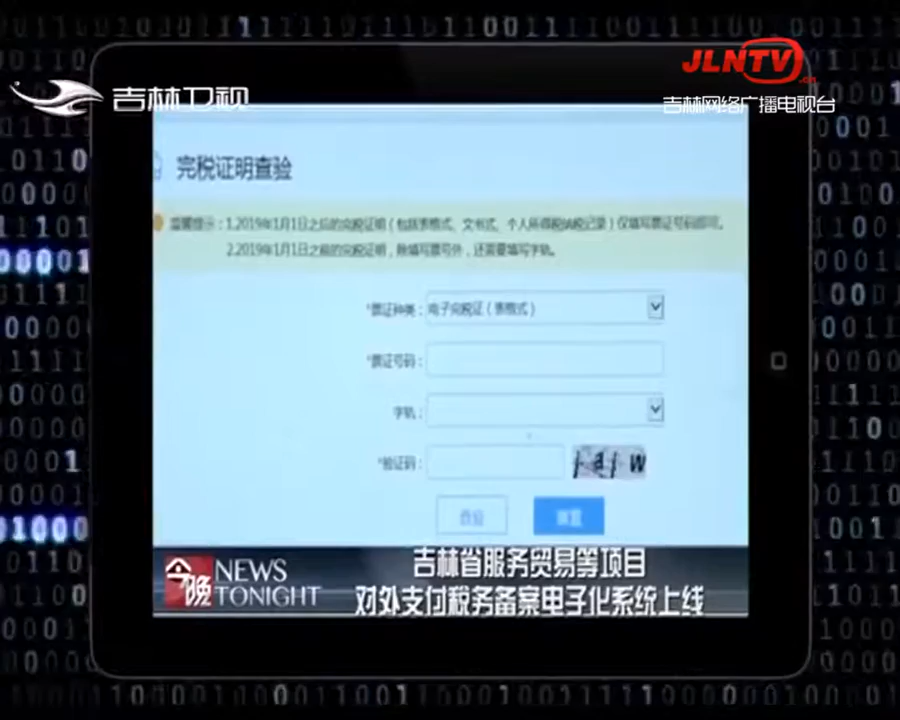 JLNTV.cn
吉林卫视
吉林网络广播电视台
完税证明查验
温馨提示：1.2019年1月1日之后的完税证明（包括表格式、文书式、个人所得税纳税记录）仅填写票证号码即可。
2.2019年1月1日之前的完税证明，除填写票号外，还需要填写字轨。
*票证种类：电子完税证（表格式）
*票证号码：
字轨：
*验证码：
查验 重置
今晚 NEWS TONIGHT
吉林省服务贸易等项目
对外支付税务备案电子化系统上线